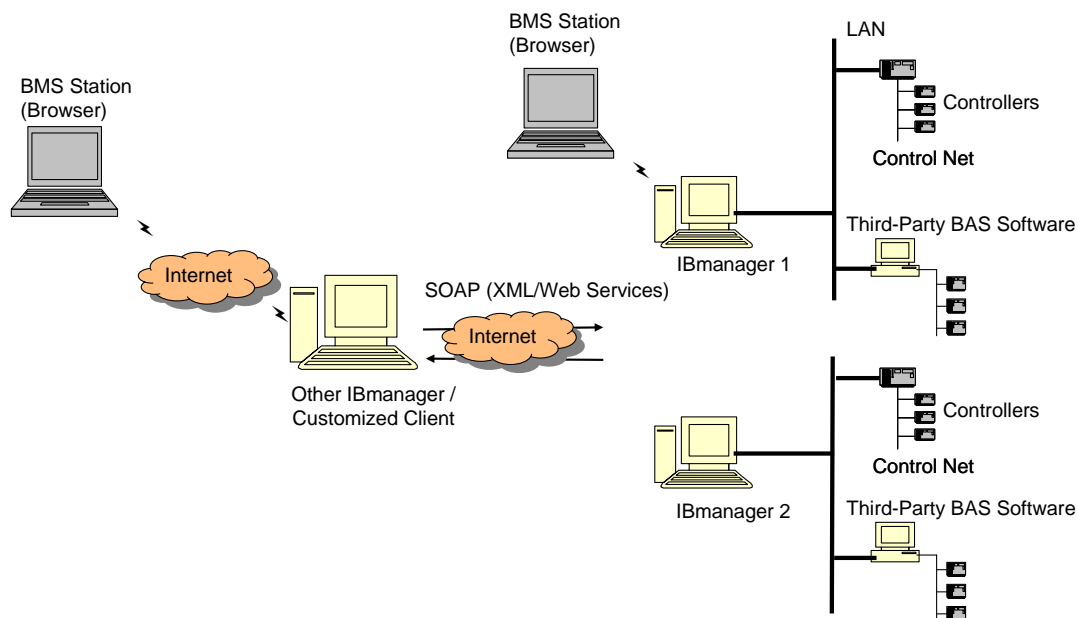 BMS Station
(Browser)
LAN
BMS Station
(Browser)
Controllers
Control Net
Third-Party BAS Software
Internet
IBmanager 1
SOAP (XML/Web Services)
Internet
Other IBmanager /
Customized Client
Controllers
Control Net
IBmanager 2
Third-Party BAS Software